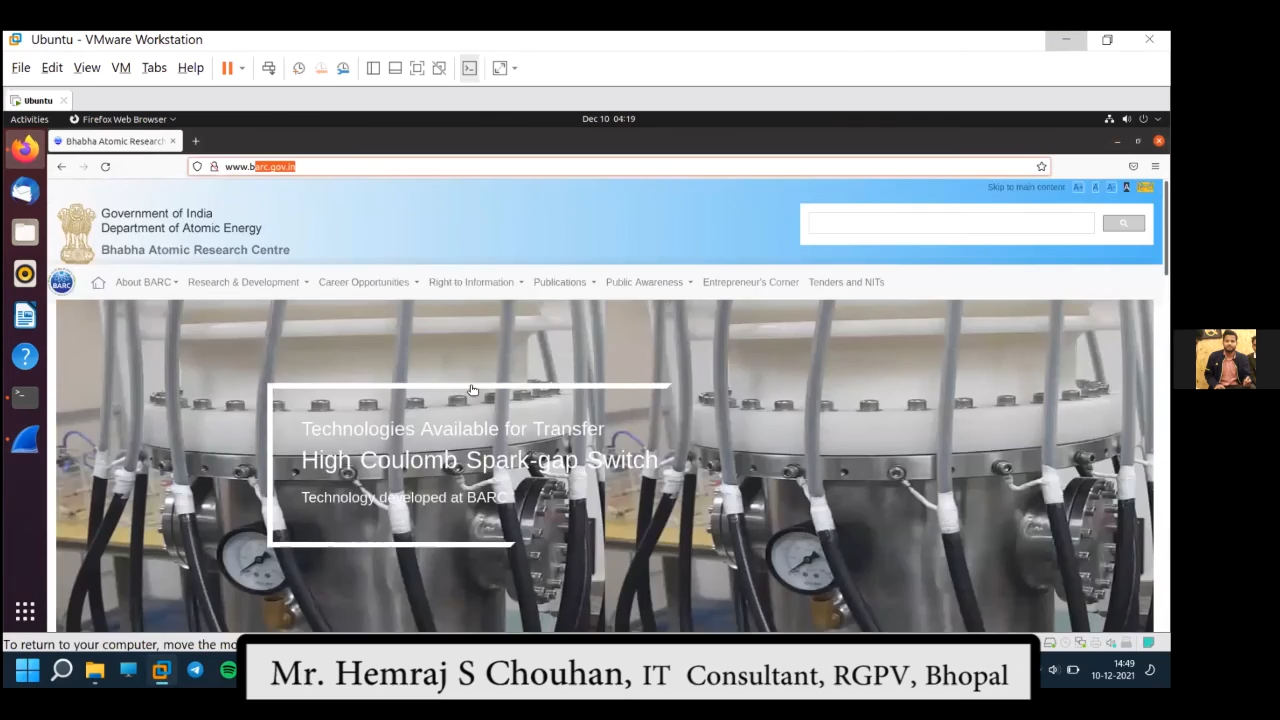 Ubuntu - VMware Workstation
File Edit View VM Tabs Help
Ubuntu
Activities Firefox Web Browser Dec 10 04:19
Bhabha Atomic Research
www.barc.gov.in
Skip to main content A+ A A-
Government of India
Department of Atomic Energy
Bhabha Atomic Research Centre
BARC About BARC Research & Development Career Opportunities Right to Information Publications Public Awareness Entrepreneur's Corner Tenders and NITs
Technologies Available for Transfer
High Coulomb Spark-gap Switch
Technology developed at BARC
To return to your computer, move the mo
14:49
10-12-2021
Mr. Hemraj S Chouhan, IT Consultant, RGPV, Bhopal